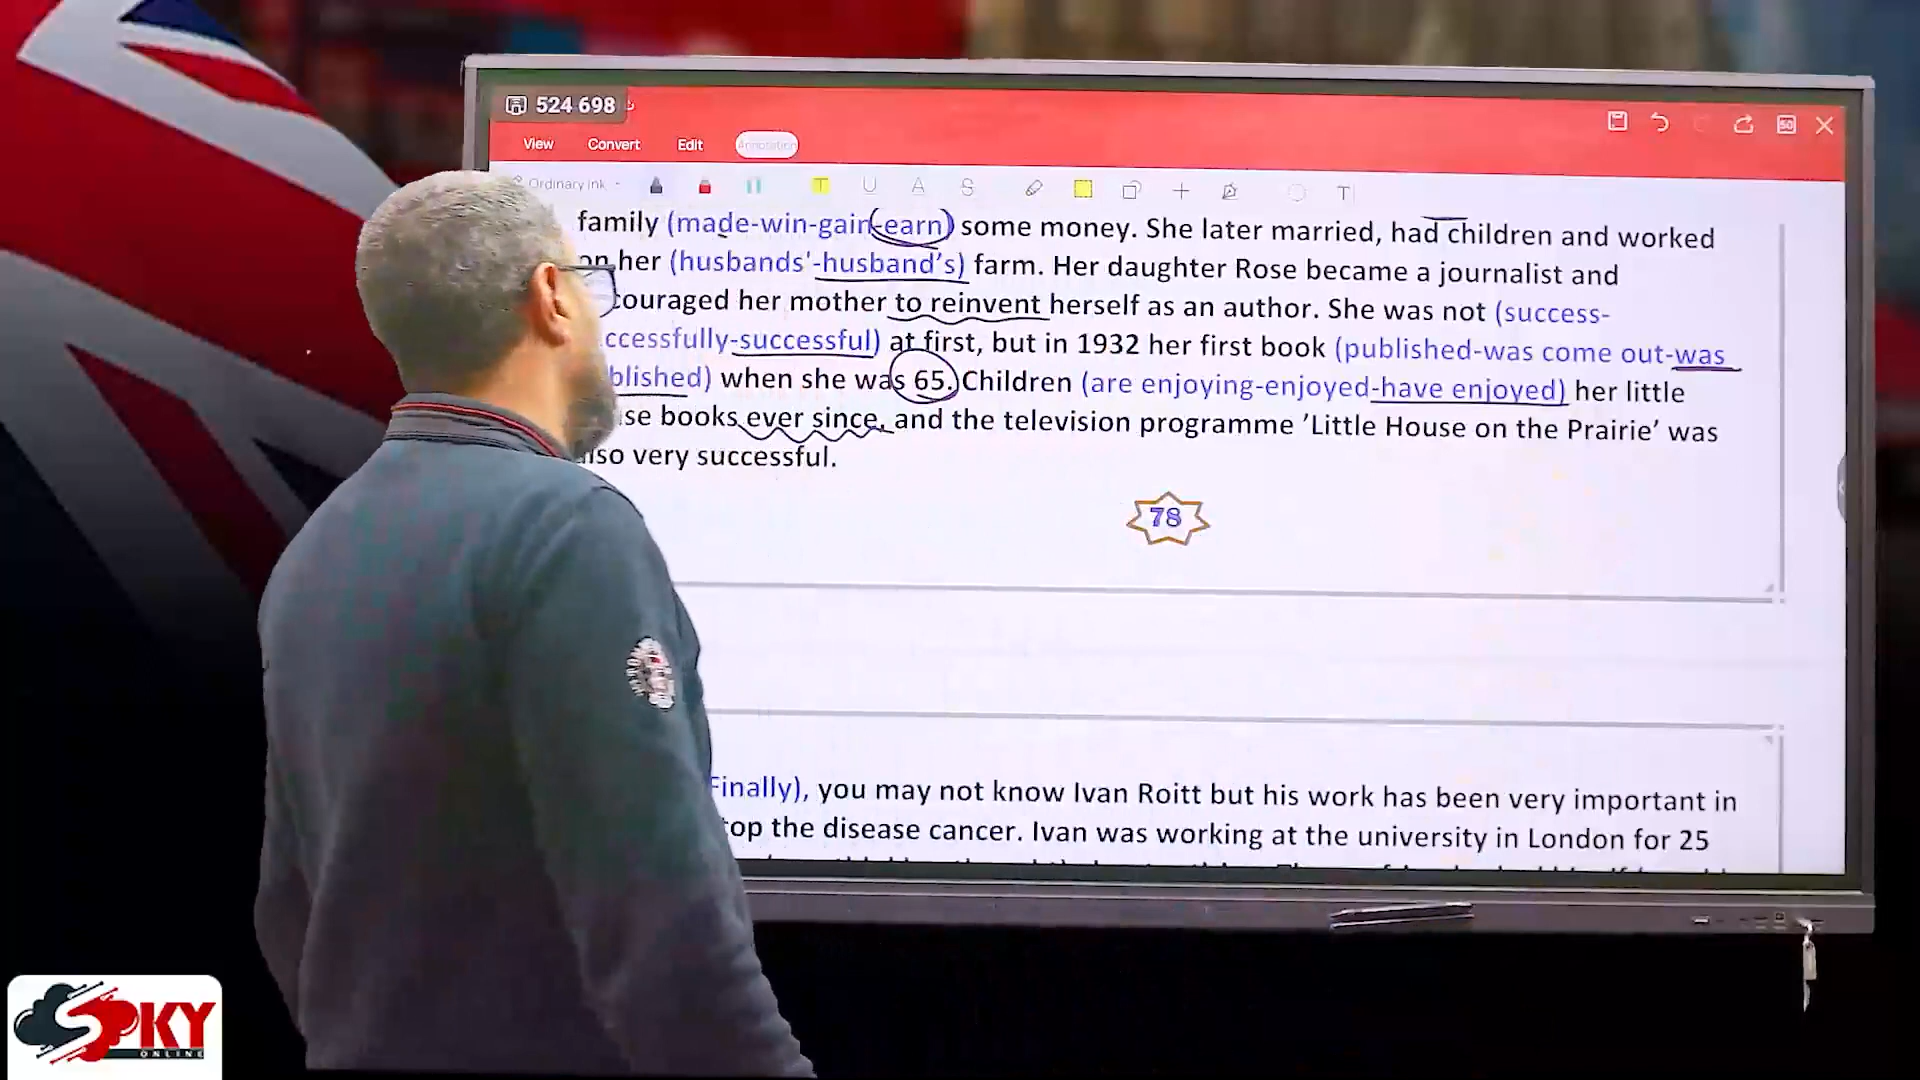 524 698
View Convert Edit Annotation
Ordinary ink
family (made-win-gain-earn) some money. She later married, had children and worked
her (husbands'-husband's) farm. Her daughter Rose became a journalist and
couraged her mother to reinvent herself as an author. She was not (success-
ccessfully-successful) at first, but in 1932 her first book (published-was come out-was
blished) when she was 65. Children (are enjoying-enjoyed-have enjoyed) her little
se books ever since, and the television programme 'Little House on the Prairie' was
lso very successful.
78
Finally), you may not know Ivan Roitt but his work has been very important in
top the disease cancer. Ivan was working at the university in London for 25
SKY
ONLINE